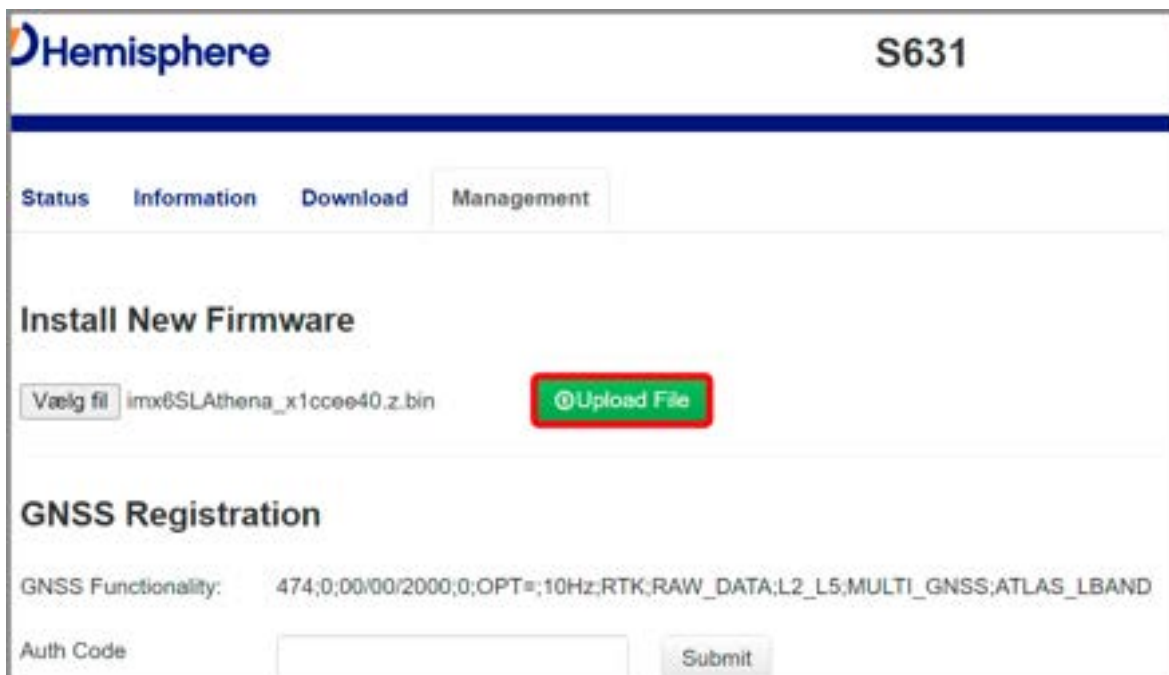 Hemisphere S631
Status Information Download Management
Install New Firmware
Vælg fil imx6SLAthena_x1ccee40.z.bin Upload File
GNSS Registration
GNSS Functionality: 474;0;00/00/2000;0;OPT=;10Hz;RTK;RAW_DATA;L2_L5;MULTI_GNSS;ATLAS_LBAND
Auth Code Submit